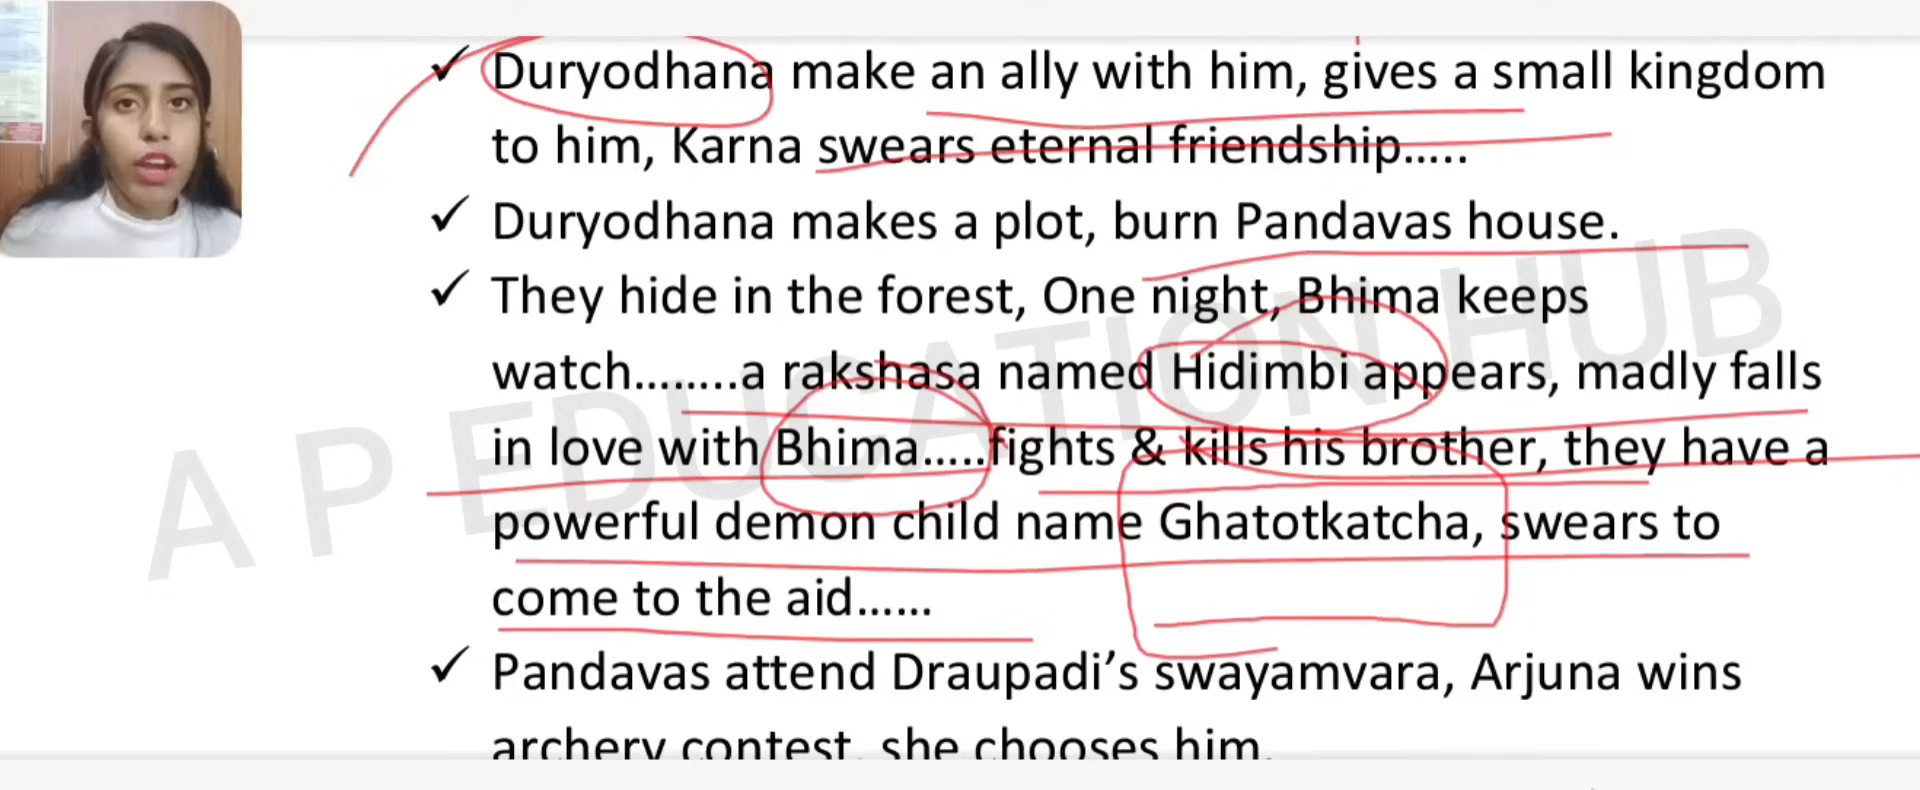 ✓ Duryodhana make an ally with him, gives a small kingdom
to him, Karna swears eternal friendship.....
✓ Duryodhana makes a plot, burn Pandavas house.
✓ They hide in the forest, One night, Bhima keeps
watch........a rakshasa named Hidimbi appears, madly falls
in love with Bhima.....fights & kills his brother, they have a
powerful demon child name Ghatotkatcha, swears to
come to the aid......
✓ Pandavas attend Draupadi's swayamvara, Arjuna wins
archery contest, she chooses him.
A P EDUCATION HUB